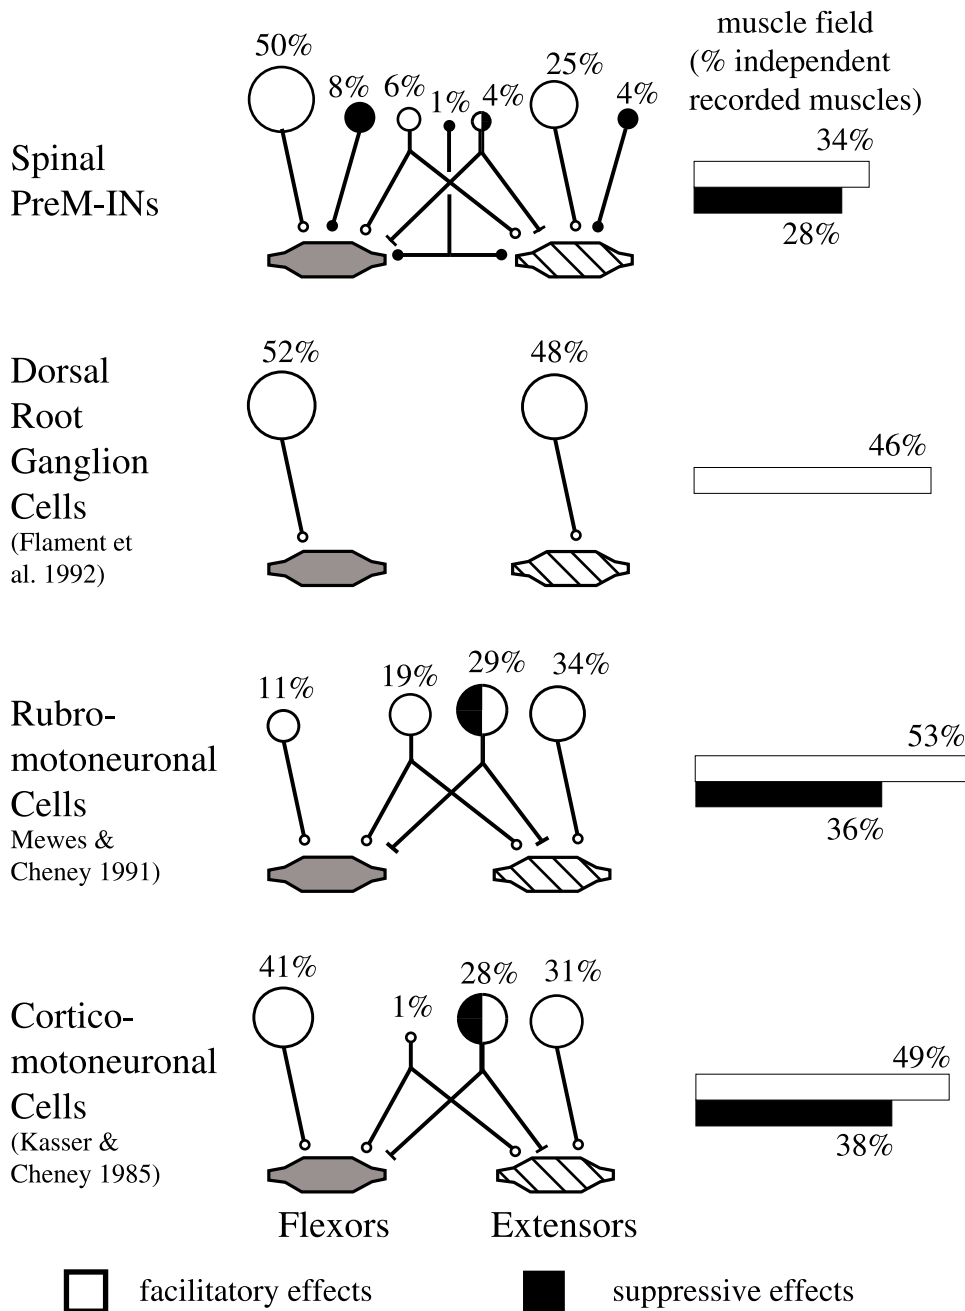 muscle field
(% independent
recorded muscles)
50%
8%
6%
1%
4%
25%
4%
34%
Spinal
PreM-INs
28%
Dorsal
Root
Ganglion
Cells
(Flament et
al. 1992)
52%
48%
46%
Rubro-
motoneuronal
Cells
Mewes &
Cheney 1991)
11%
19%
29%
34%
53%
36%
Cortico-
motoneuronal
Cells
(Kasser &
Cheney 1985)
41%
1%
28%
31%
49%
38%
Flexors
Extensors
facilitatory effects
suppressive effects